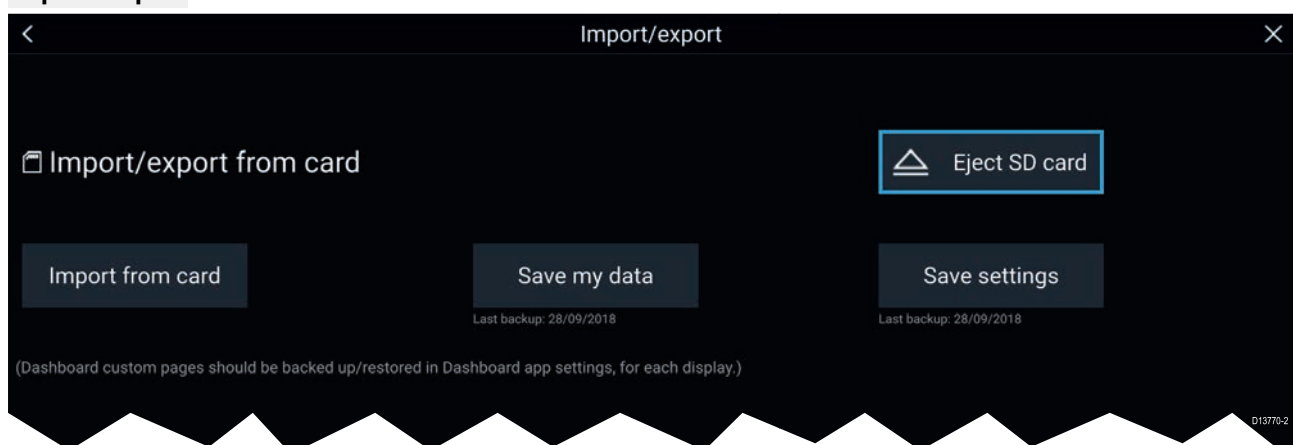 Import/export
Import/export from card
Eject SD card
Import from card
Save my data
Save settings
Last backup: 28/09/2018
Last backup: 28/09/2018
(Dashboard custom pages should be backed up/restored in Dashboard app settings, for each display.)
D13770-2